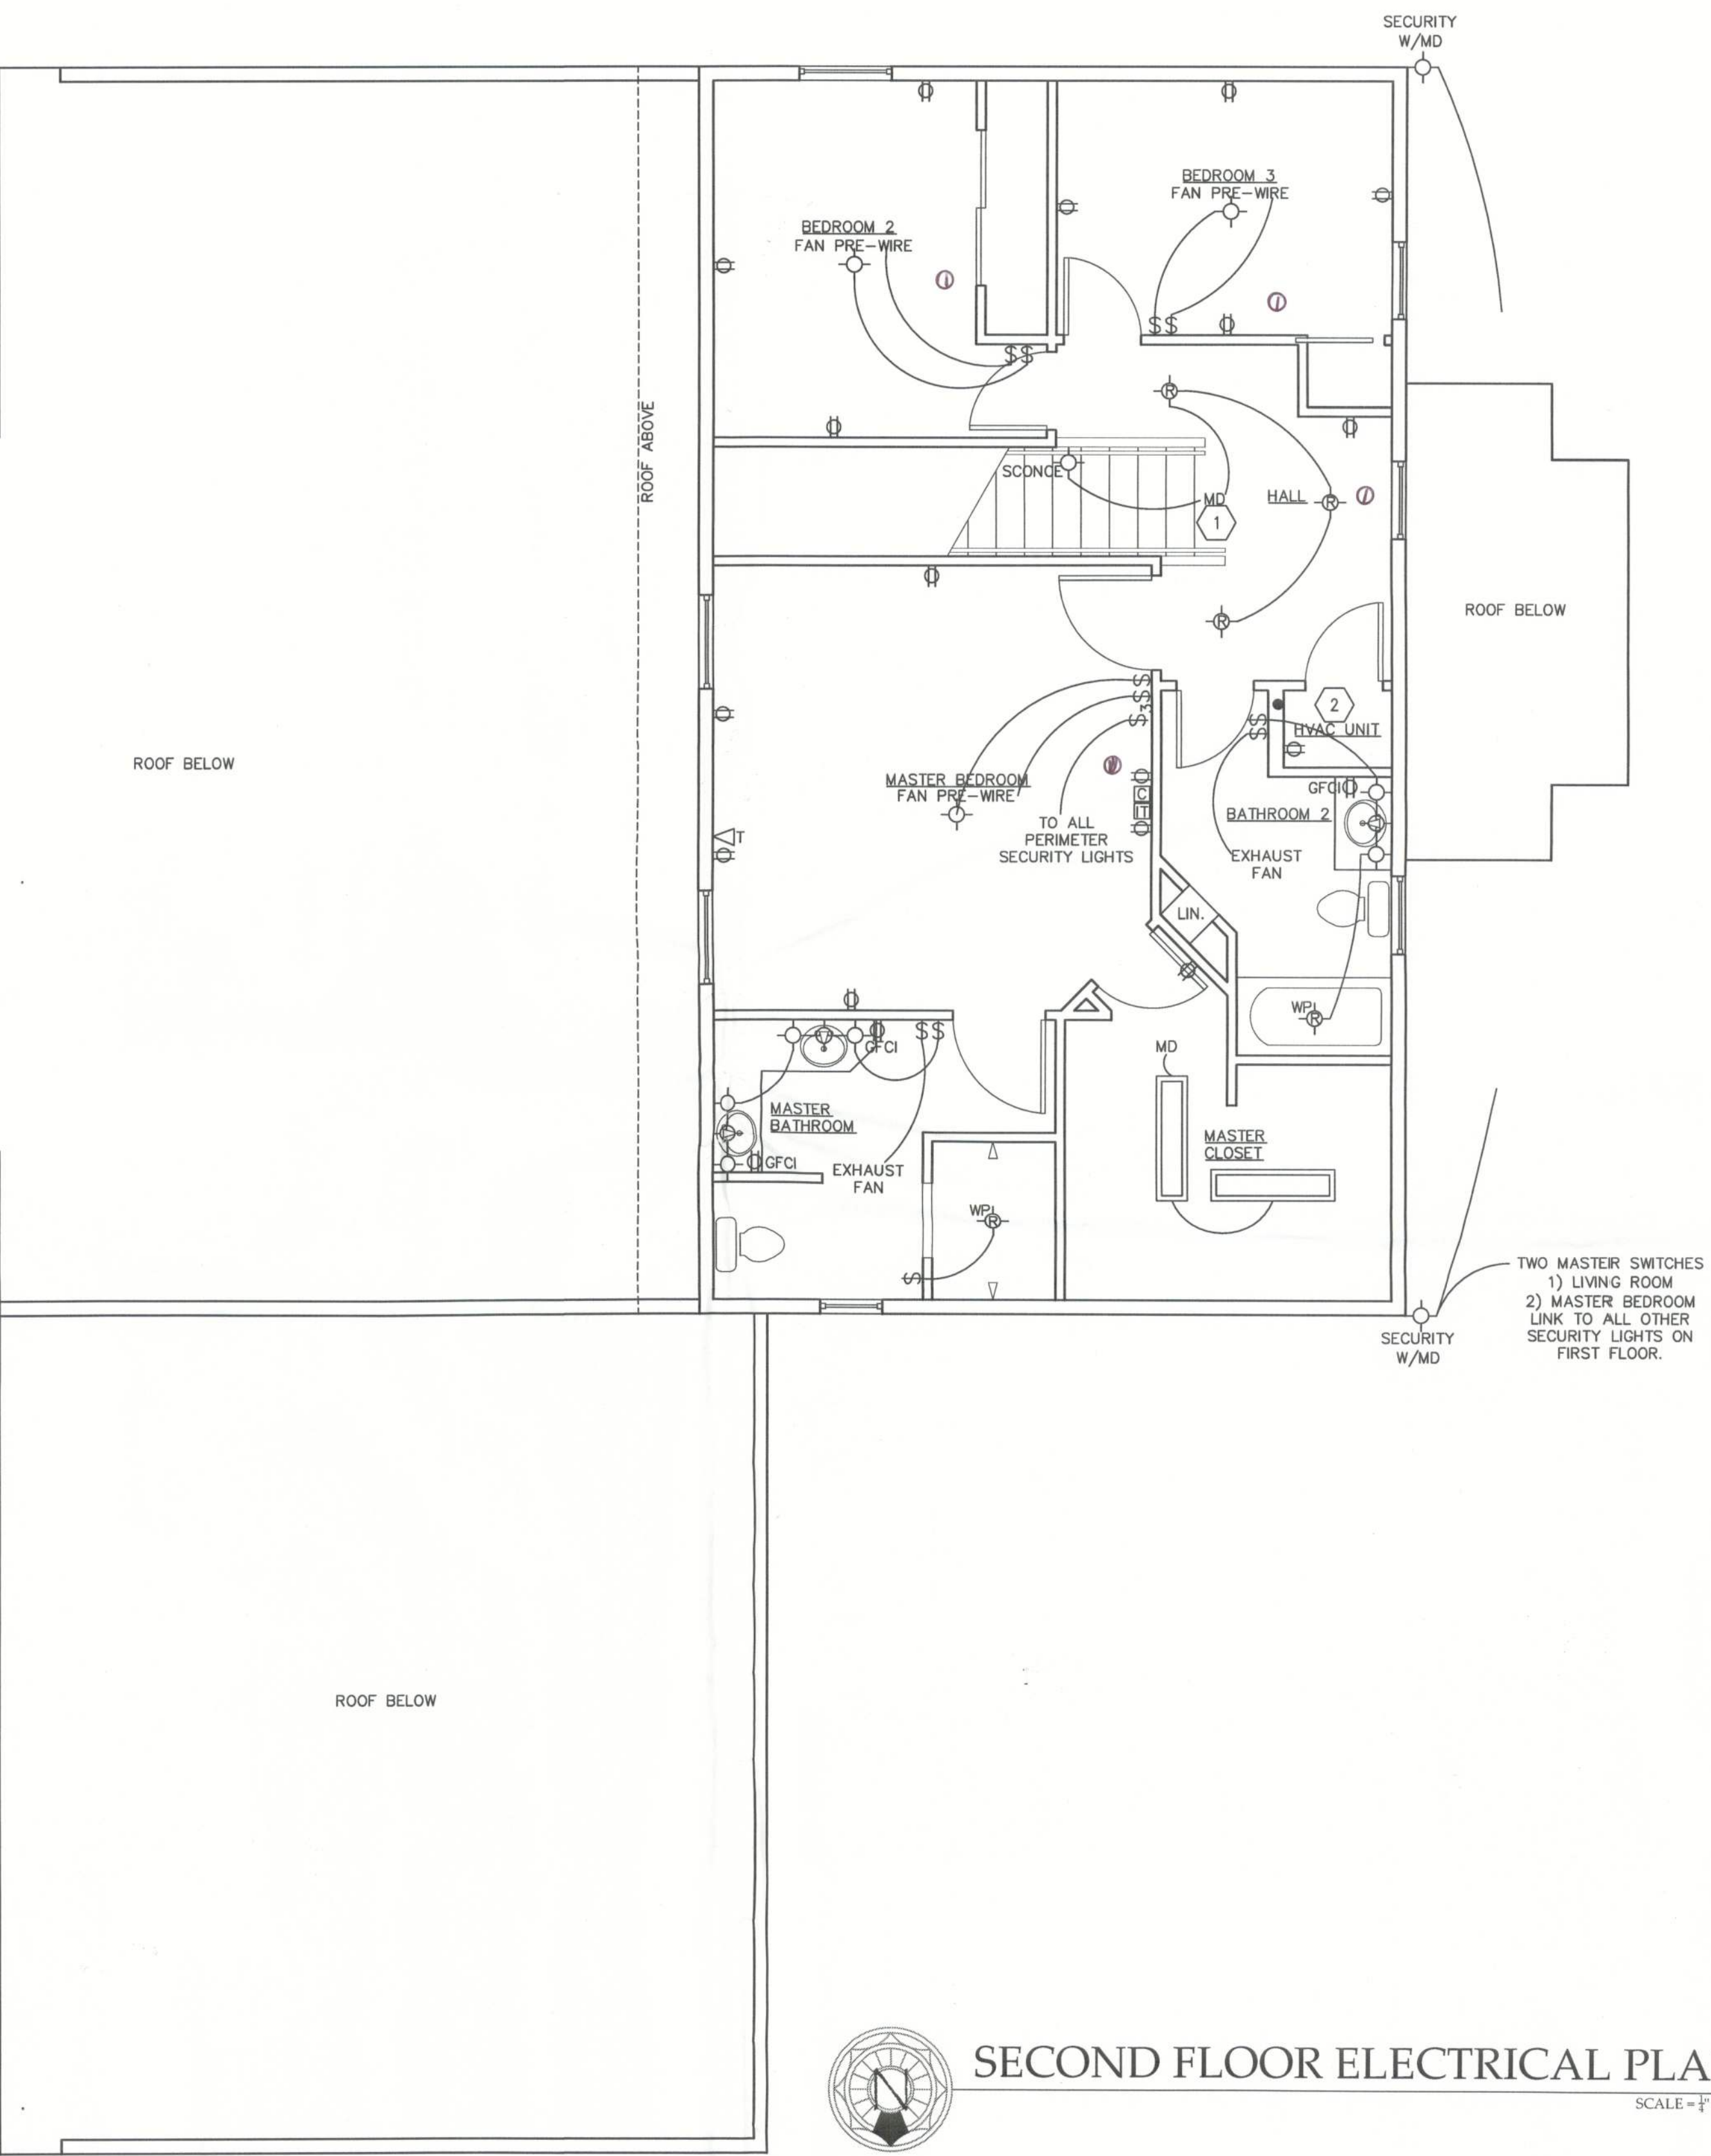 SECURITY
W/MD
BEDROOM 3
FAN PRE-WIRE
BEDROOM 2
FAN PRE-WIRE
$$
$$
ROOF ABOVE
R
SCONCE
MD
1
HALL
R
R
ROOF BELOW
ROOF BELOW
$$
$3
$$
2
HVAC UNIT
MASTER BEDROOM
FAN PRE-WIRE
C
IT
TO ALL
PERIMETER
SECURITY LIGHTS
T
GFCI
BATHROOM 2
EXHAUST
FAN
LIN.
WP
R
$$
GFCI
MD
MASTER
BATHROOM
GFCI
EXHAUST
FAN
MASTER
CLOSET
WP
R
$
TWO MASTEIR SWITCHES
1) LIVING ROOM
2) MASTER BEDROOM
LINK TO ALL OTHER
SECURITY LIGHTS ON
FIRST FLOOR.
SECURITY
W/MD
ROOF BELOW
N
SECOND FLOOR ELECTRICAL PLA
SCALE = 1/4"